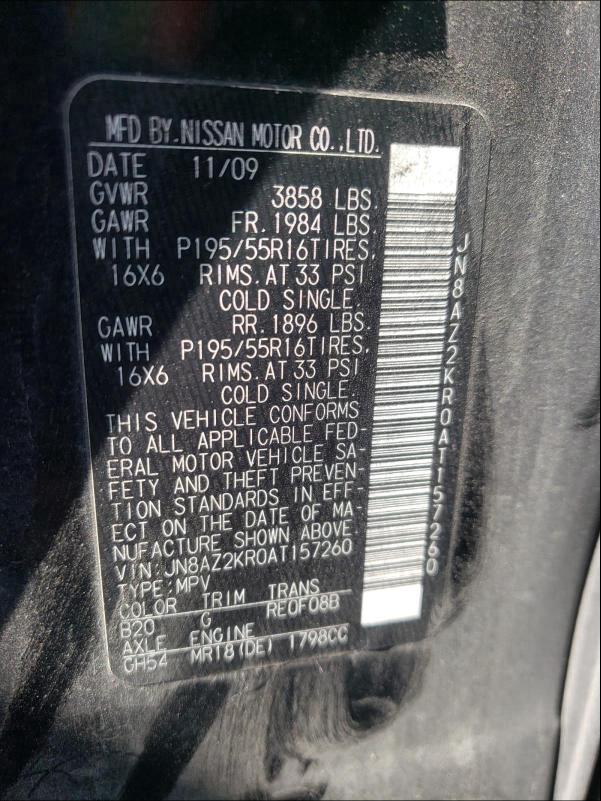 MFD BY.NISSAN MOTOR CO.,LTD.
DATE 11/09
GVWR 3858 LBS.
GAWR FR.1984 LBS.
WITH P195/55R16TIRES,
16X6 RIMS.AT 33 PSI
COLD SINGLE.
GAWR RR.1896 LBS.
WITH P195/55R16TIRES,
16X6 RIMS.AT 33 PSI
COLD SINGLE.
THIS VEHICLE CONFORMS
TO ALL APPLICABLE FED-
ERAL MOTOR VEHICLE SA-
FETY AND THEFT PREVEN-
TION STANDARDS IN EFF-
ECT ON THE DATE OF MA-
NUFACTURE SHOWN ABOVE.
VIN:JN8AZ2KR0AT157260
TYPE:MPV
COLOR TRIM TRANS
B20 G RE0F08B
AXLE ENGINE
GH54 MR18(DE) 1798CC
JN8AZ2KR0AT157260